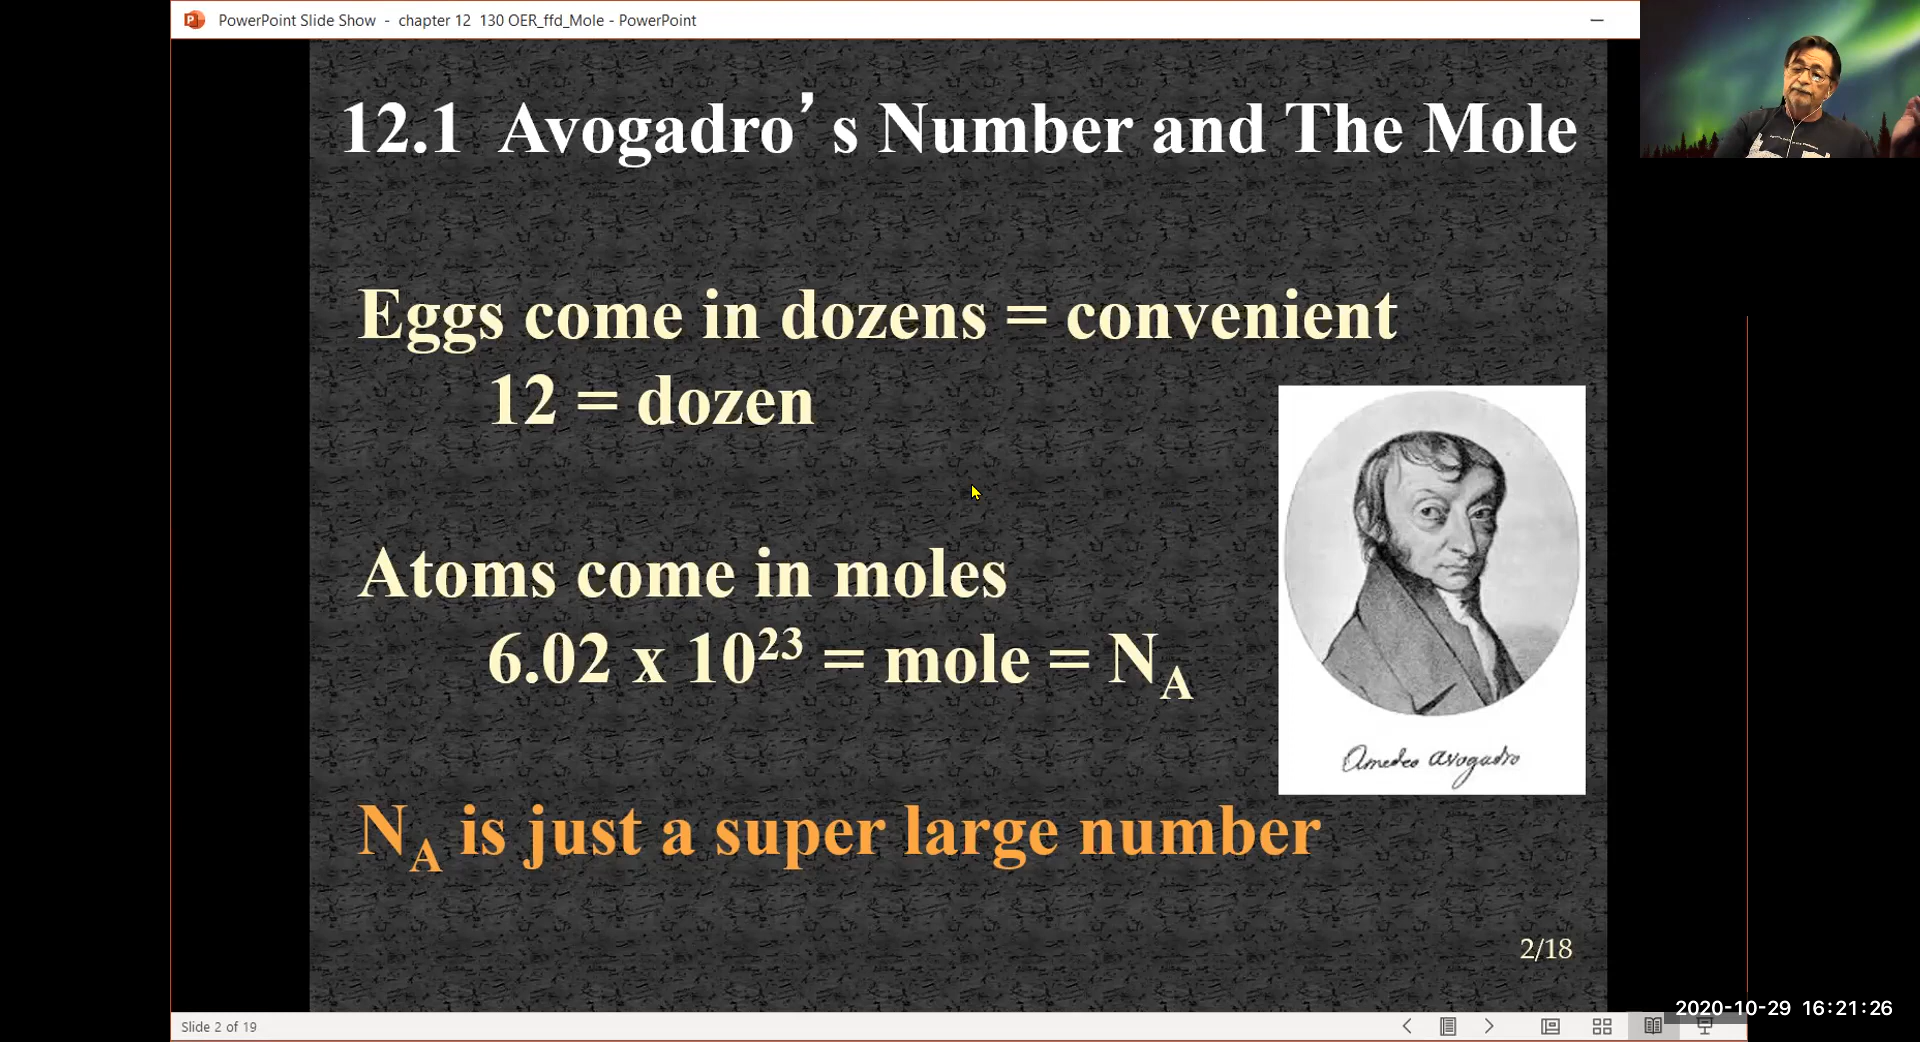 PowerPoint Slide Show - chapter 12 130 OER_ffd_Mole - PowerPoint
12.1 Avogadro’s Number and The Mole
Eggs come in dozens = convenient
12 = dozen
Atoms come in moles
6.02 x 10²³ = mole = N_A
Amedeo Avogadro
N_A is just a super large number
2/18
2020-10-29 16:21:26
Slide 2 of 19